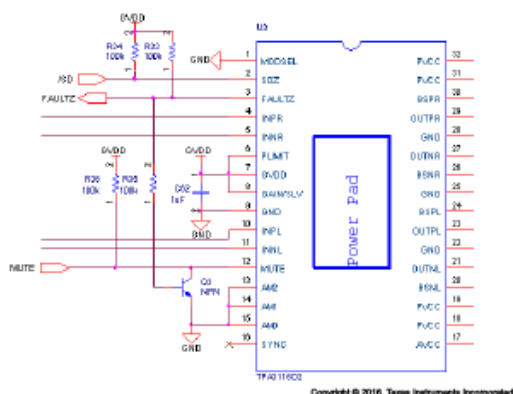 GVDD
U3
R34
100k
R33
100k
GND
1 MODSEL PVCC 32
/SD
2 SDZ PVCC 31
FAULTZ
3 FAULTZ BSPR 30
4 INPR OUTPR 29
5 INNR GND 28
GVDD
GVDD
6 PLIMIT OUTNR 27
7 GVDD BSNR 26
8 GAIN/SLV GND 25
100k
100k
1uF
9 GND BSPL 24
GND
10 INPL OUTPL 23
11 INNL GND 22
MUTE
12 MUTE OUTNL 21
13 AM2 BSNL 20
Q3
NPN
14 AM1 PVCC 19
15 AM0 PVCC 18
GND
16 SYNC AVCC 17
Power Pad
TPA3116D2
Copyright © 2016, Texas Instruments Incorporated